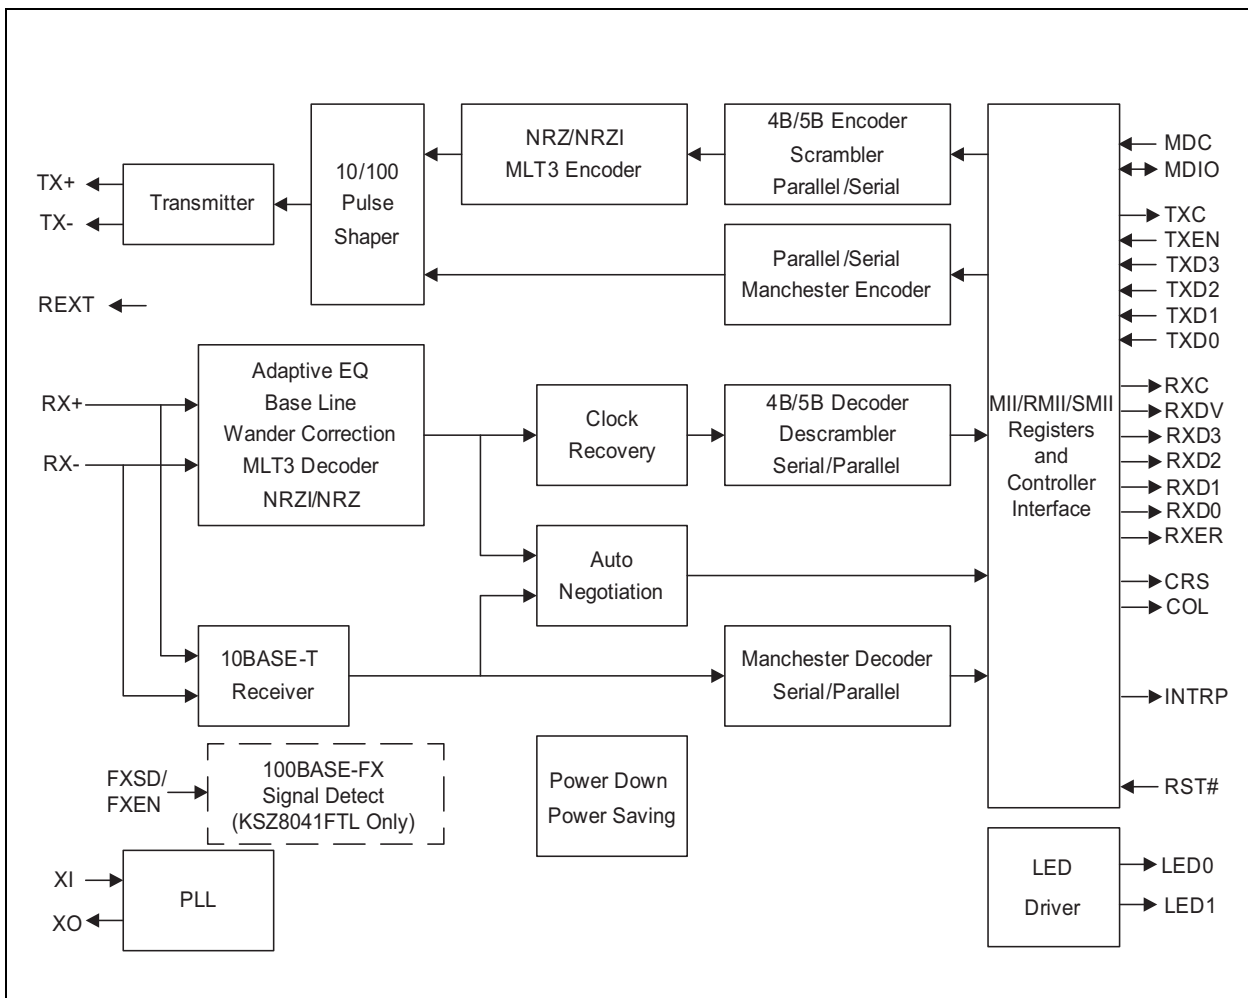 NRZ/NRZI
MLT3 Encoder
4B/5B Encoder
Scrambler
Parallel/Serial
10/100
Pulse
Shaper
TX+
TX-
Transmitter
Parallel/Serial
Manchester Encoder
REXT
MDC
MDIO
TXC
TXEN
TXD3
TXD2
TXD1
TXD0
RX+
RX-
Adaptive EQ
Base Line
Wander Correction
MLT3 Decoder
NRZI/NRZ
Clock
Recovery
4B/5B Decoder
Descrambler
Serial/Parallel
MII/RMII/SMII
Registers
and
Controller
Interface
RXC
RXDV
RXD3
RXD2
RXD1
RXD0
RXER
Auto
Negotiation
CRS
COL
10BASE-T
Receiver
Manchester Decoder
Serial/Parallel
INTRP
FXSD/
FXEN
100BASE-FX
Signal Detect
(KSZ8041FTL Only)
Power Down
Power Saving
RST#
XI
XO
PLL
LED
Driver
LED0
LED1